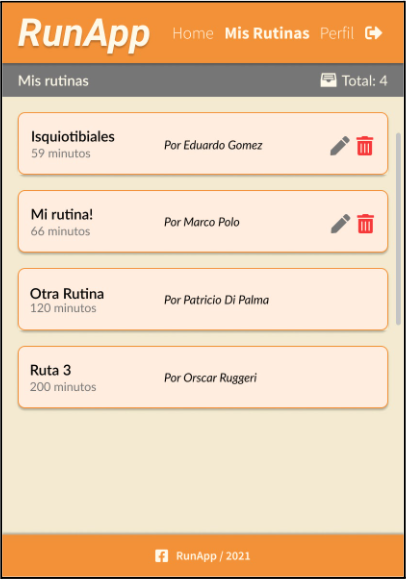 RunApp Home Mis Rutinas Perfil
Mis rutinas Total: 4
Isquiotibiales
59 minutos
Por Eduardo Gomez
Mi rutina!
66 minutos
Por Marco Polo
Otra Rutina
120 minutos
Por Patricio Di Palma
Ruta 3
200 minutos
Por Orscar Ruggeri
RunApp / 2021